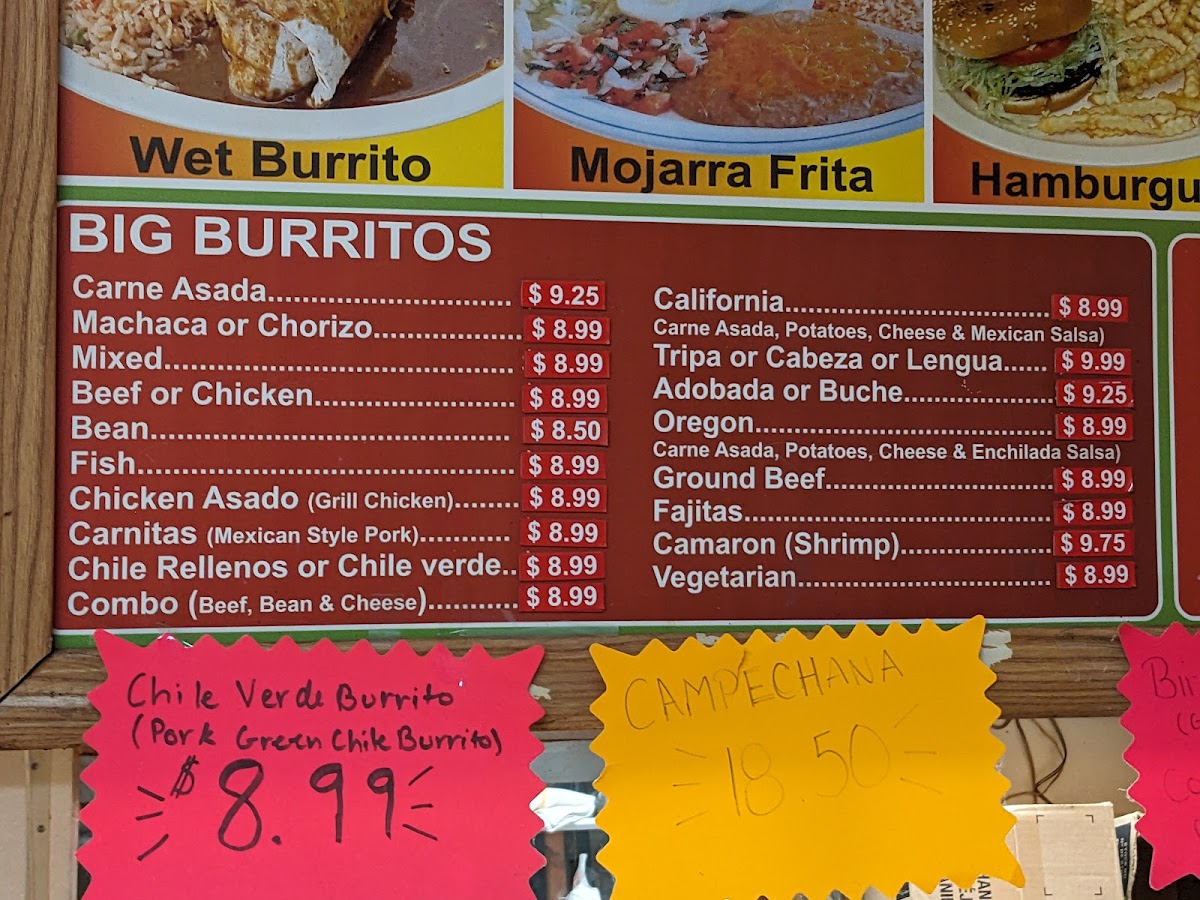 Wet Burrito
Mojarra Frita
Hamburgu
BIG BURRITOS
Carne Asada............................ $ 9.25
Machaca or Chorizo................. $ 8.99
Mixed.......................................... $ 8.99
Beef or Chicken........................ $ 8.99
Bean........................................... $ 8.50
Fish............................................. $ 8.99
Chicken Asado (Grill Chicken)....... $ 8.99
Carnitas (Mexican Style Pork)........... $ 8.99
Chile Rellenos or Chile verde.. $ 8.99
Combo (Beef, Bean & Cheese).......... $ 8.99
California................................ $ 8.99
Carne Asada, Potatoes, Cheese & Mexican Salsa)
Tripa or Cabeza or Lengua...... $ 9.99
Adobada or Buche.................. $ 9.25
Oregon.................................... $ 8.99
Carne Asada, Potatoes, Cheese & Enchilada Salsa)
Ground Beef........................... $ 8.99
Fajitas..................................... $ 8.99
Camaron (Shrimp).................. $ 9.75
Vegetarian.............................. $ 8.99
Chile Verde Burrito
(Pork Green Chile Burrito)
$ 8.99
CAMPECHANA
18.50